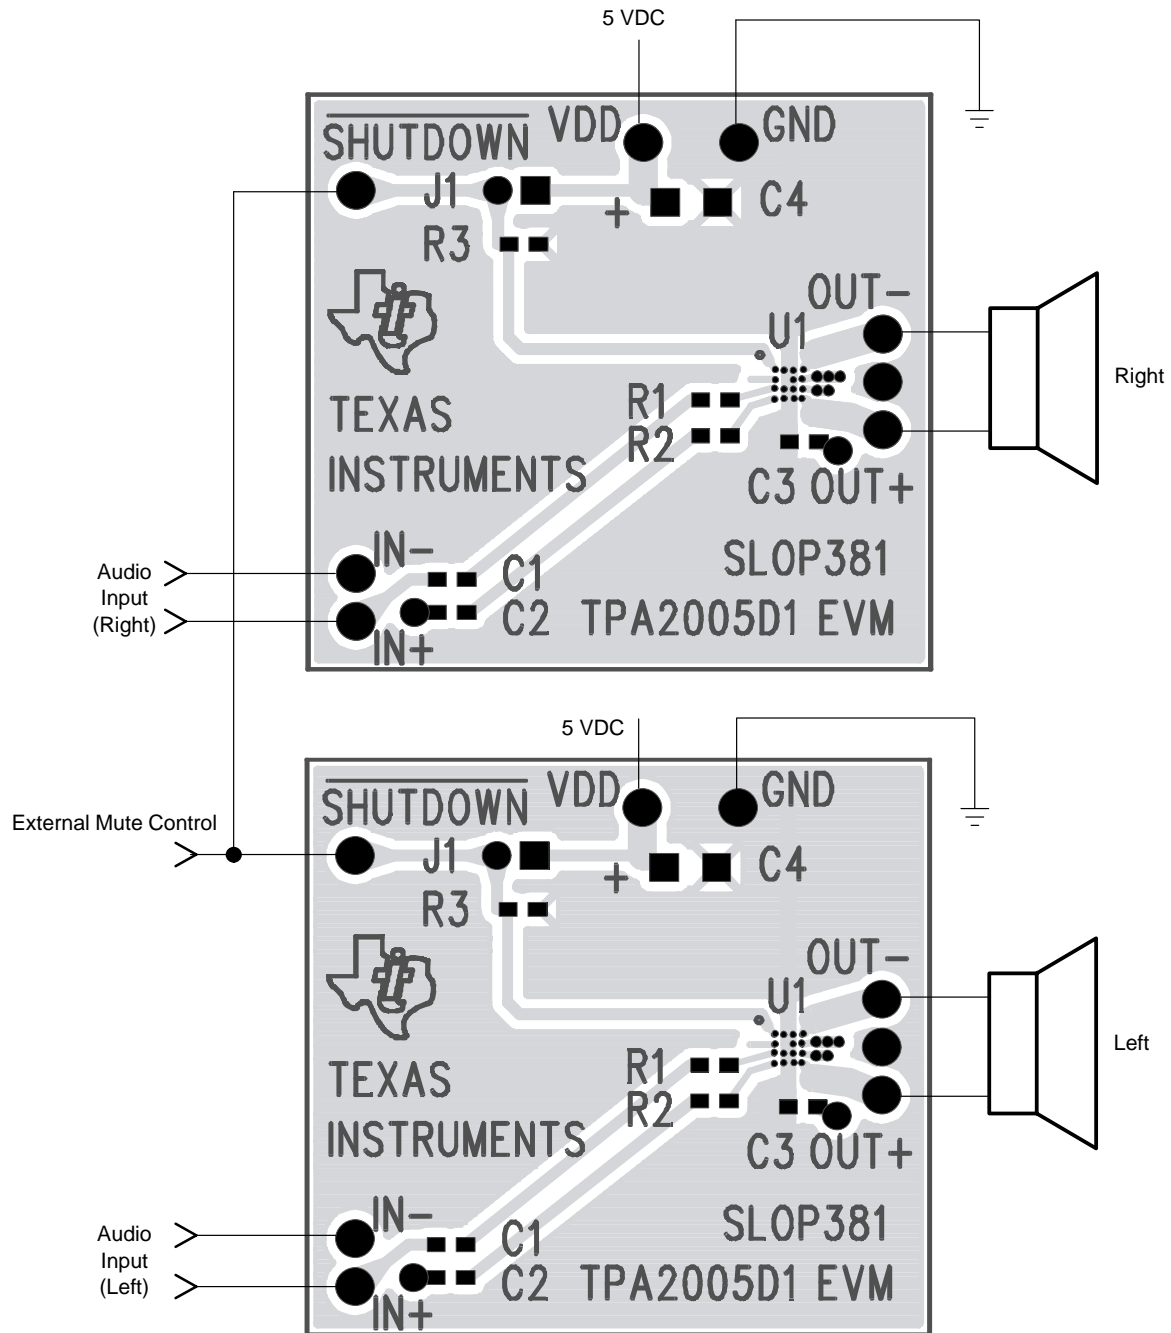 5 VDC
SHUTDOWN
VDD
GND
J1
+
C4
R3
OUT-
U1
Right
R1
R2
TEXAS
INSTRUMENTS
C3 OUT+
IN-
SLOP381
Audio
Input
(Right)
C1
C2
TPA2005D1 EVM
IN+
5 VDC
SHUTDOWN
VDD
GND
External Mute Control
J1
+
C4
R3
OUT-
U1
Left
R1
R2
TEXAS
INSTRUMENTS
C3 OUT+
IN-
SLOP381
Audio
Input
(Left)
C1
C2
TPA2005D1 EVM
IN+